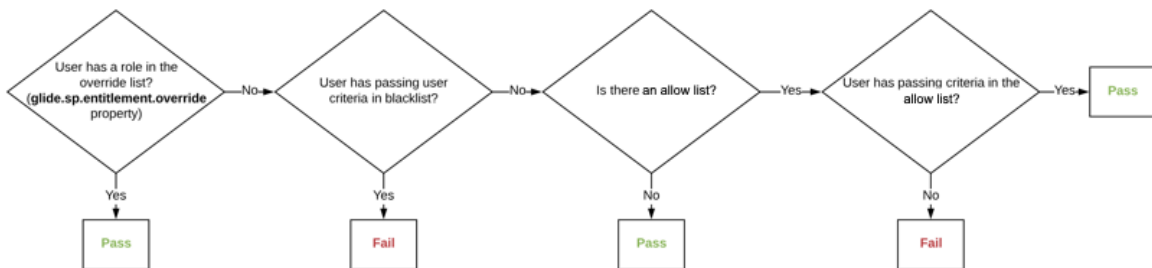 User has a role in the
override list?
(glide.sp.entitlement.override
property)
No
User has passing user
criteria in blacklist?
No
Is there an allow list?
Yes
User has passing criteria in the
allow list?
Yes
Pass
Yes
Yes
No
No
Pass
Fail
Pass
Fail